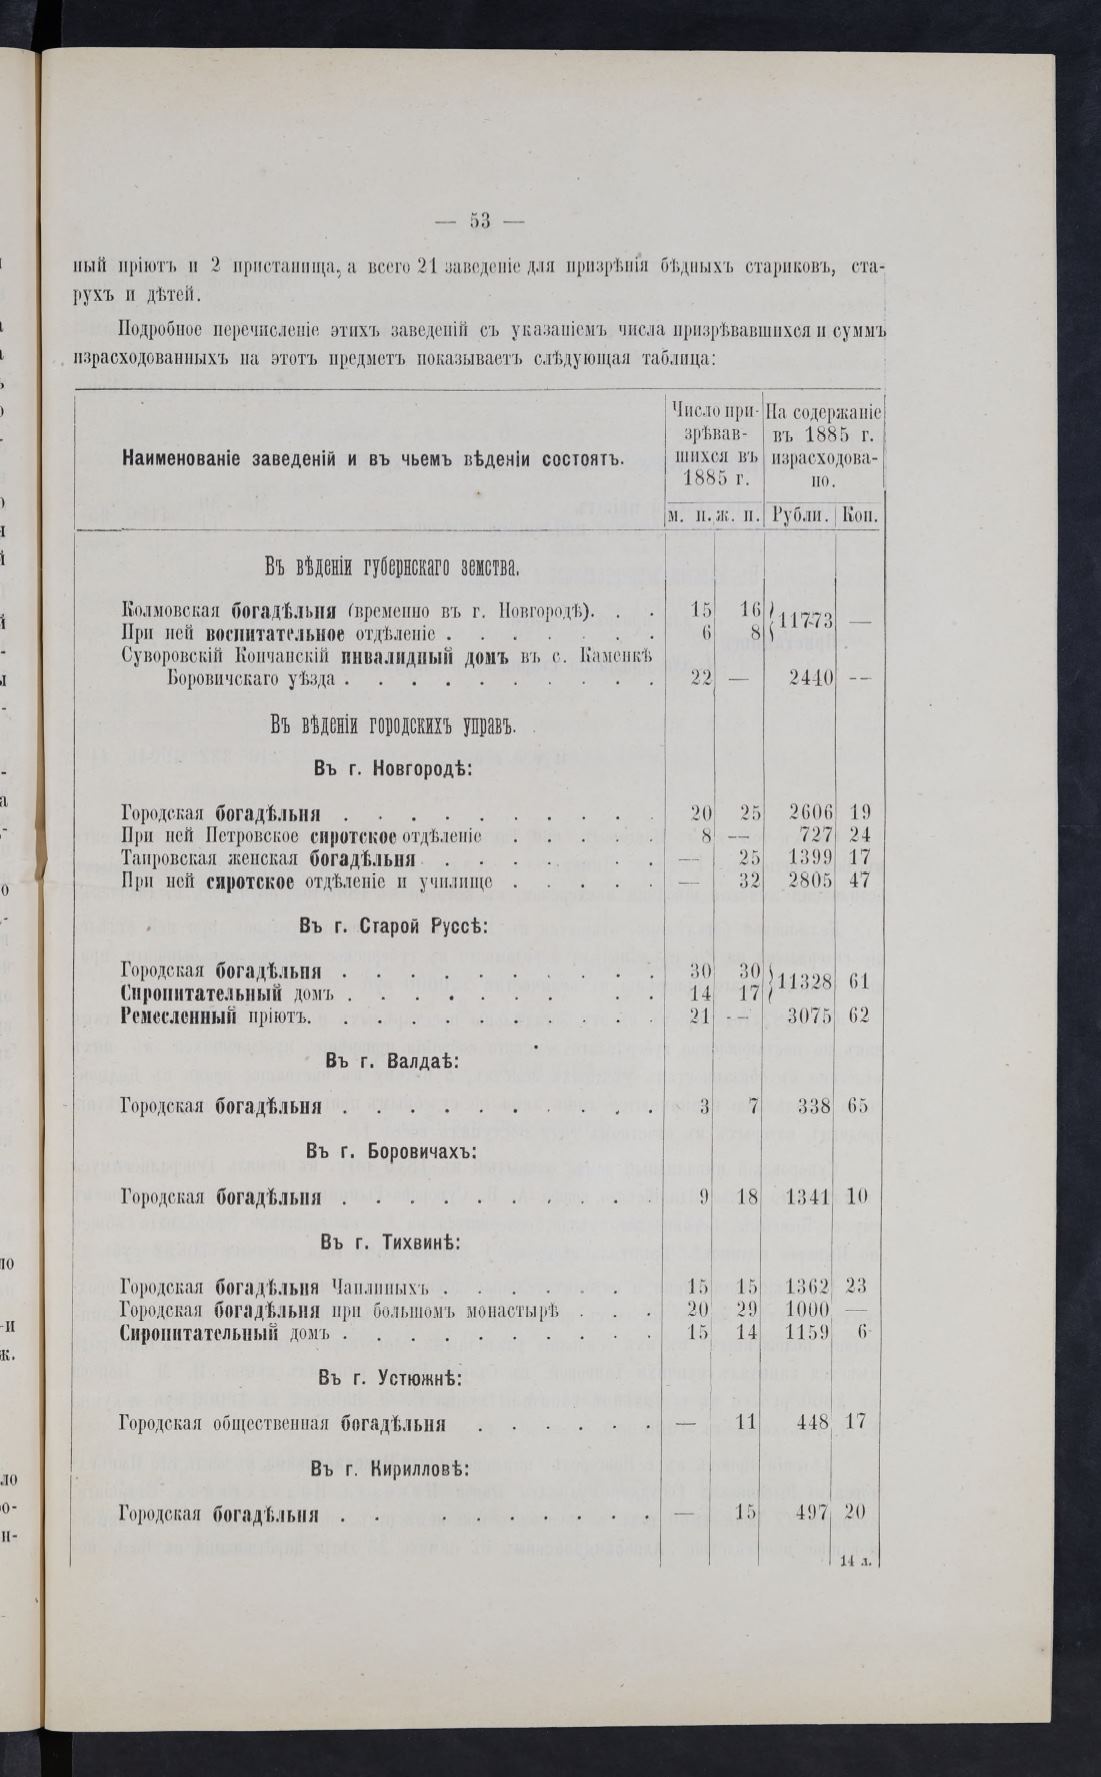 — 53 —
ный пріютъ и 2 пристанища, а всего 21 заведеніе для призрѣнія бѣдныхъ стариковъ, ста-
рухъ и дѣтей.
Подробное перечисленіе этихъ заведеній съ указаніемъ числа призрѣвавшихся и суммъ
израсходованныхъ на этотъ предметъ показываетъ слѣдующая таблица:
Наименованіе заведеній и въ чьемъ вѣденіи состоятъ.
Число при-
зрѣвав-
шихся въ
1885 г.
На содержаніе
въ 1885 г.
израсходова-
но.
м. п. ж. п. Рубли. Коп.
Въ вѣденіи губернскаго земства.
Колмовская богадѣльня (временно въ г. Новгородѣ). . . 15 16
При ней воспитательное отдѣленіе . . . . . . . 6 8 11773 —
Суворовскій Кончанскій инвалидный домъ въ с. Каменкѣ
Боровичскаго уѣзда . . . . . . . . . . 22 — 2440 —
Въ вѣденіи городскихъ управъ.
Въ г. Новгородѣ:
Городская богадѣльня . . . . . . . . . . 20 25 2606 19
При ней Петровское сиротское отдѣленіе . . . . . 8 — 727 24
Таировская женская богадѣльня . . . . . . . — 25 1399 17
При ней сиротское отдѣленіе и училище . . . . . — 32 2805 47
Въ г. Старой Руссѣ:
Городская богадѣльня . . . . . . . . . . 30 30
Сиропитательный домъ . . . . . . . . . . 14 17 11328 61
Ремесленный пріютъ. . . . . . . . . . 21 — 3075 62
Въ г. Валдаѣ:
Городская богадѣльня . . . . . . . . . . 3 7 338 65
Въ г. Боровичахъ:
Городская богадѣльня . . . . . . . . . 9 18 1341 10
Въ г. Тихвинѣ:
Городская богадѣльня Чаплиныхъ . . . . . . . 15 15 1362 23
Городская богадѣльня при большомъ монастырѣ . . . 20 29 1000 —
Сиропитательный домъ . . . . . . . . . . 15 14 1159 6
Въ г. Устюжнѣ:
Городская общественная богадѣльня . . . . . . — 11 448 17
Въ г. Кирилловѣ:
Городская богадѣльня . . . . . . . . . . — 15 497 20
14 л.